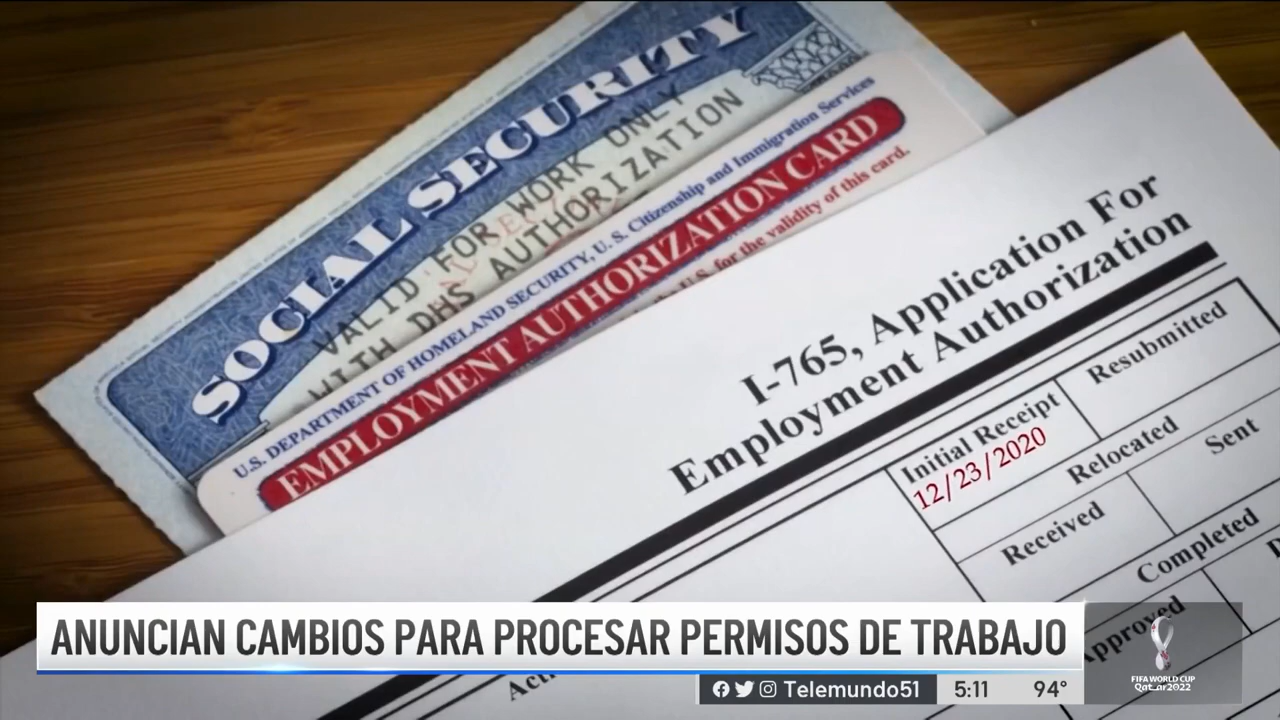 SOCIAL SECURITY
VALID FOR WORK ONLY
WITH DHS AUTHORIZATION
U.S. DEPARTMENT OF HOMELAND SECURITY, U.S. Citizenship and Immigration Services
EMPLOYMENT AUTHORIZATION CARD
the U.S. for the validity of this card.
I-765, Application For
Employment Authorization
Initial Receipt
12/23/2020
Resubmitted
Relocated
Received
Sent
Completed
Approved
ANUNCIAN CAMBIOS PARA PROCESAR PERMISOS DE TRABAJO
Telemundo51
5:11
94°
FIFA WORLD CUP
Qatar2022